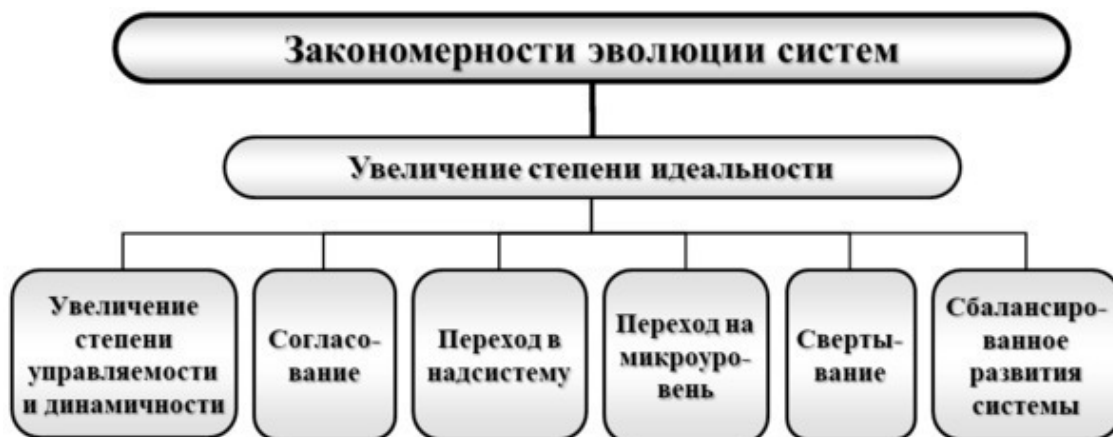 Закономерности эволюции систем
Увеличение степени идеальности
Увеличение
степени
управляемости
и динамичности
Согласо-
вание
Переход в
надсистему
Переход на
микроуро-
вень
Сверты-
вание
Сбалансиро-
ванное
развития
системы